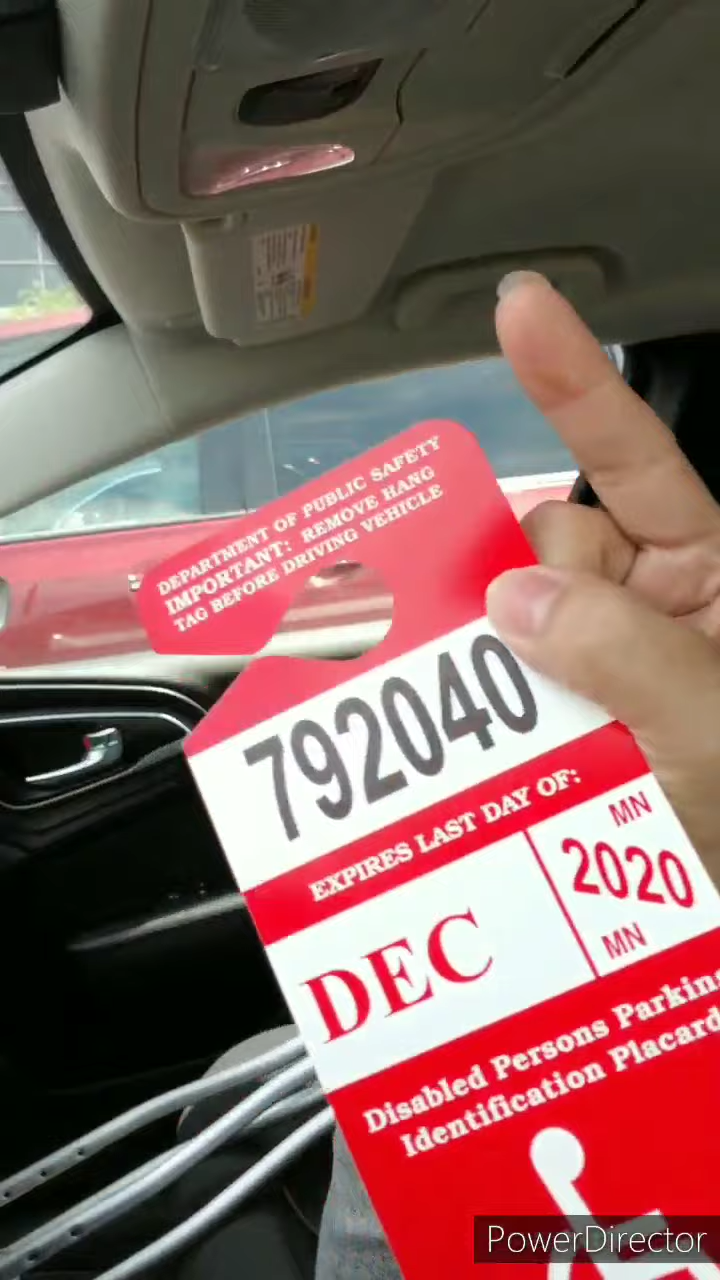 DEPARTMENT OF PUBLIC SAFETY
IMPORTANT: REMOVE HANG
TAG BEFORE DRIVING VEHICLE
792040
EXPIRES LAST DAY OF:
DEC
MN
2020
MN
Disabled Persons Parking
Identification Placard
PowerDirector